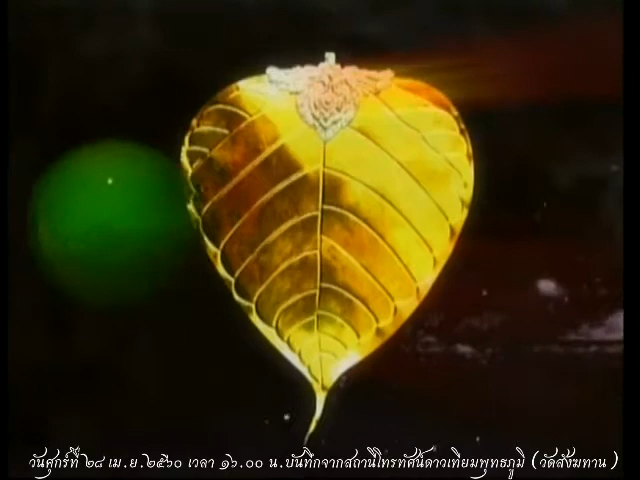 วันศุกร์ที่ ๒๘ เม.ย.๒๕๖๐ เวลา ๑๖.๐๐ น.บันทึกจากสถานีโทรทัศน์ดาวเทียมพุทธภูมิ (วัดสังฆทาน)